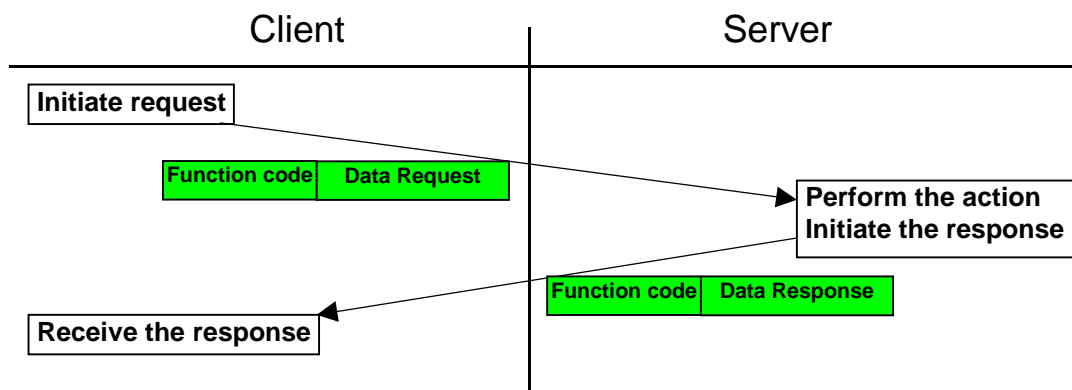 Client
Server
Initiate request
Function code
Data Request
Perform the action
Initiate the response
Function code
Data Response
Receive the response